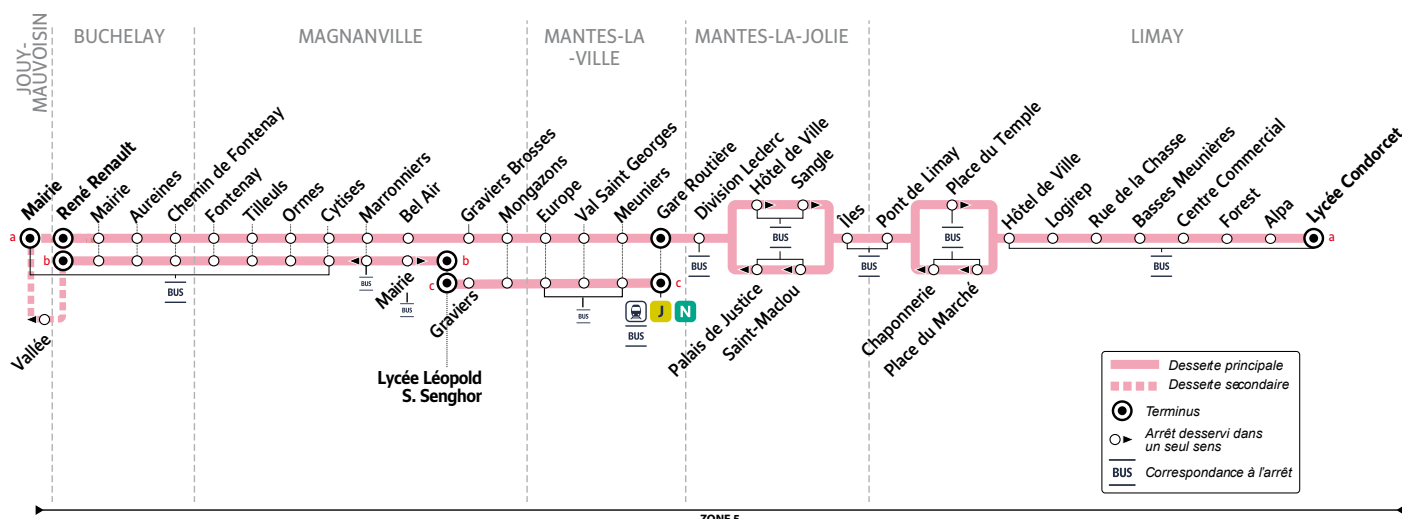 JOUY-
MAUVOISIN
BUCHELAY
MAGNANVILLE
MANTES-LA
-VILLE
MANTES-LA-JOLIE
LIMAY
Mairie
René Renault
Mairie
Aureines
Chemin de Fontenay
Fontenay
Tilleuls
Ormes
Cytises
Marronniers
Bel Air
Graviers Brosses
Mongazons
Europe
Val Saint Georges
Meuniers
Gare Routière
Division Leclerc
Hôtel de Ville
Sangle
Îles
Pont de Limay
Place du Temple
Hôtel de Ville
Logirep
Rue de la Chasse
Basses Meunières
Centre Commercial
Forest
Alpa
Lycée Condorcet
a
a
b
b
c
c
BUS
BUS
BUS
BUS
BUS
BUS
BUS
BUS
BUS
BUS
BUS
Vallée
Mairie
Graviers
Lycée Léopold
S. Senghor
J
N
Palais de Justice
Saint-Maclou
Chaponnerie
Place du Marché
Desserte principale
Desserte secondaire
Terminus
Arrêt desservi dans
un seul sens
BUS
Correspondance à l'arrêt
ZONE 5